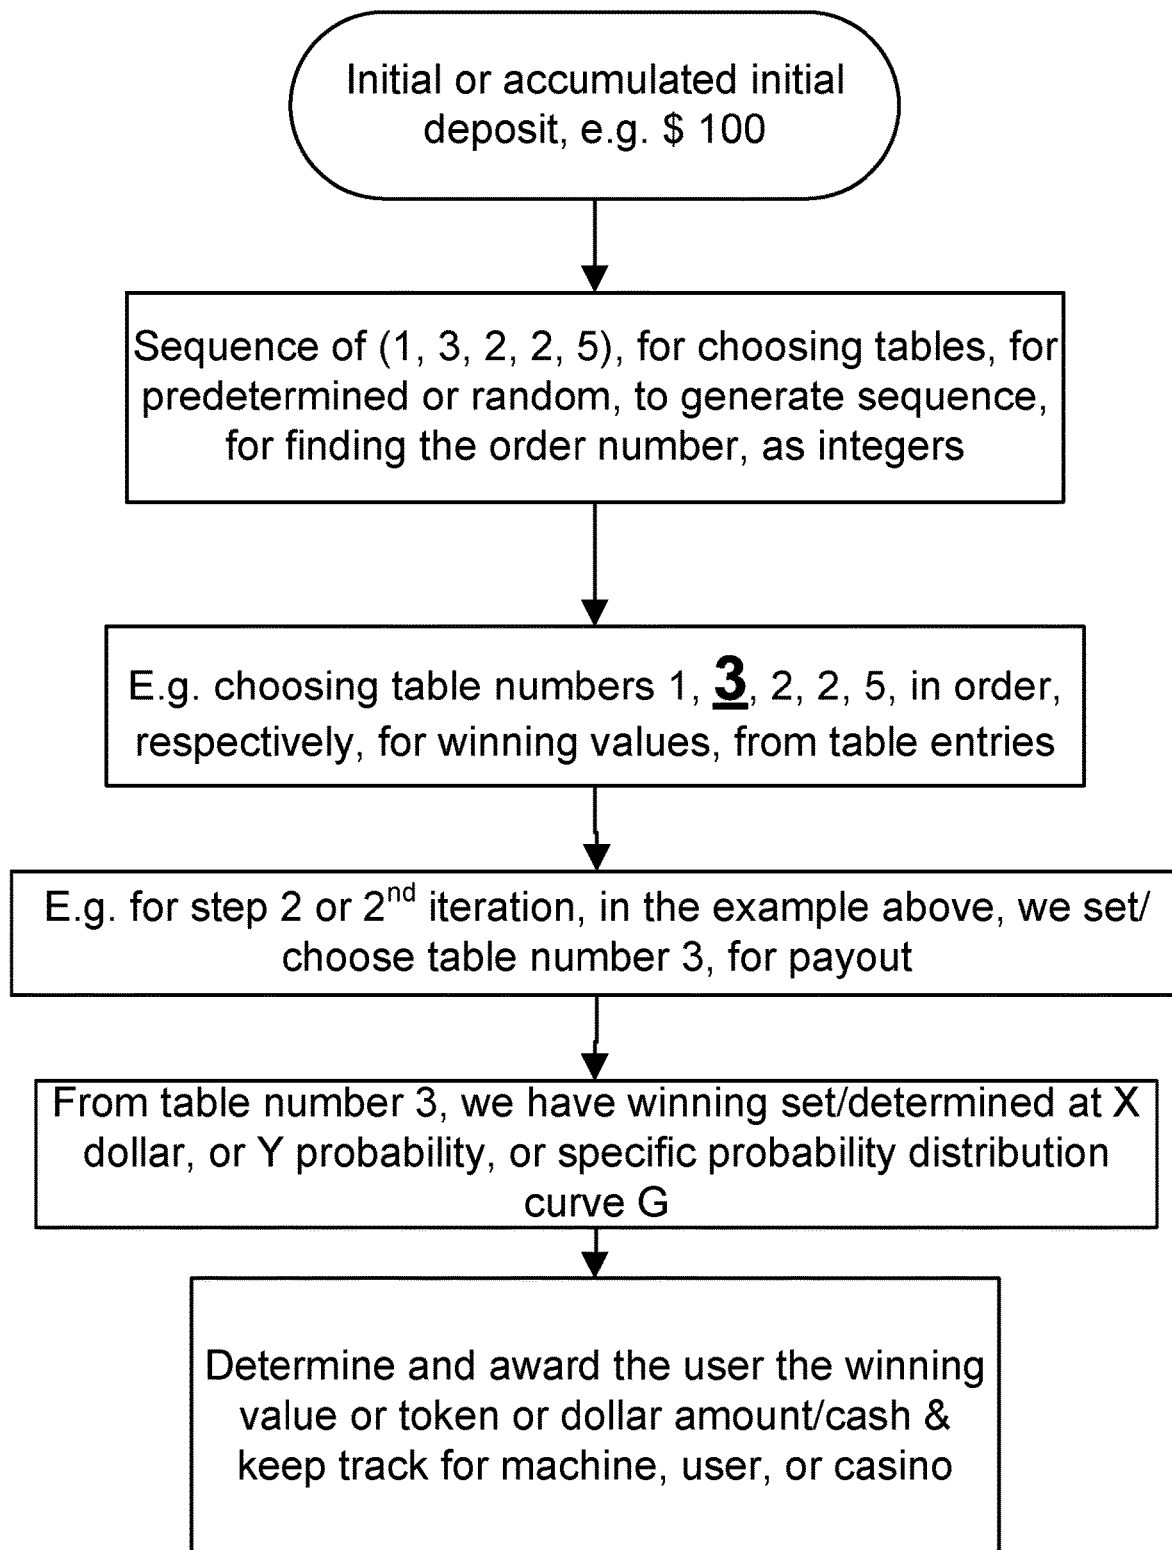 Initial or accumulated initial
deposit, e.g. $ 100
Sequence of (1, 3, 2, 2, 5), for choosing tables, for
predetermined or random, to generate sequence,
for finding the order number, as integers
E.g. choosing table numbers 1, 3, 2, 2, 5, in order,
respectively, for winning values, from table entries
E.g. for step 2 or 2nd iteration, in the example above, we set/
choose table number 3, for payout
From table number 3, we have winning set/determined at X
dollar, or Y probability, or specific probability distribution
curve G
Determine and award the user the winning
value or token or dollar amount/cash &
keep track for machine, user, or casino